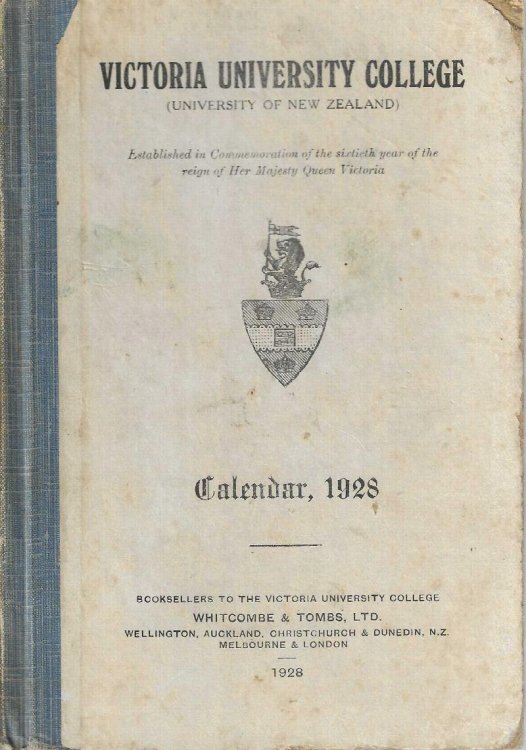 VICTORIA UNIVERSITY COLLEGE
(UNIVERSITY OF NEW ZEALAND)
Established in Commemoration of the sixtieth year of the
reign of Her Majesty Queen Victoria
Calendar, 1928
BOOKSELLERS TO THE VICTORIA UNIVERSITY COLLEGE
WHITCOMBE & TOMBS, LTD.
WELLINGTON, AUCKLAND, CHRISTCHURCH & DUNEDIN, N.Z.
MELBOURNE & LONDON
1928